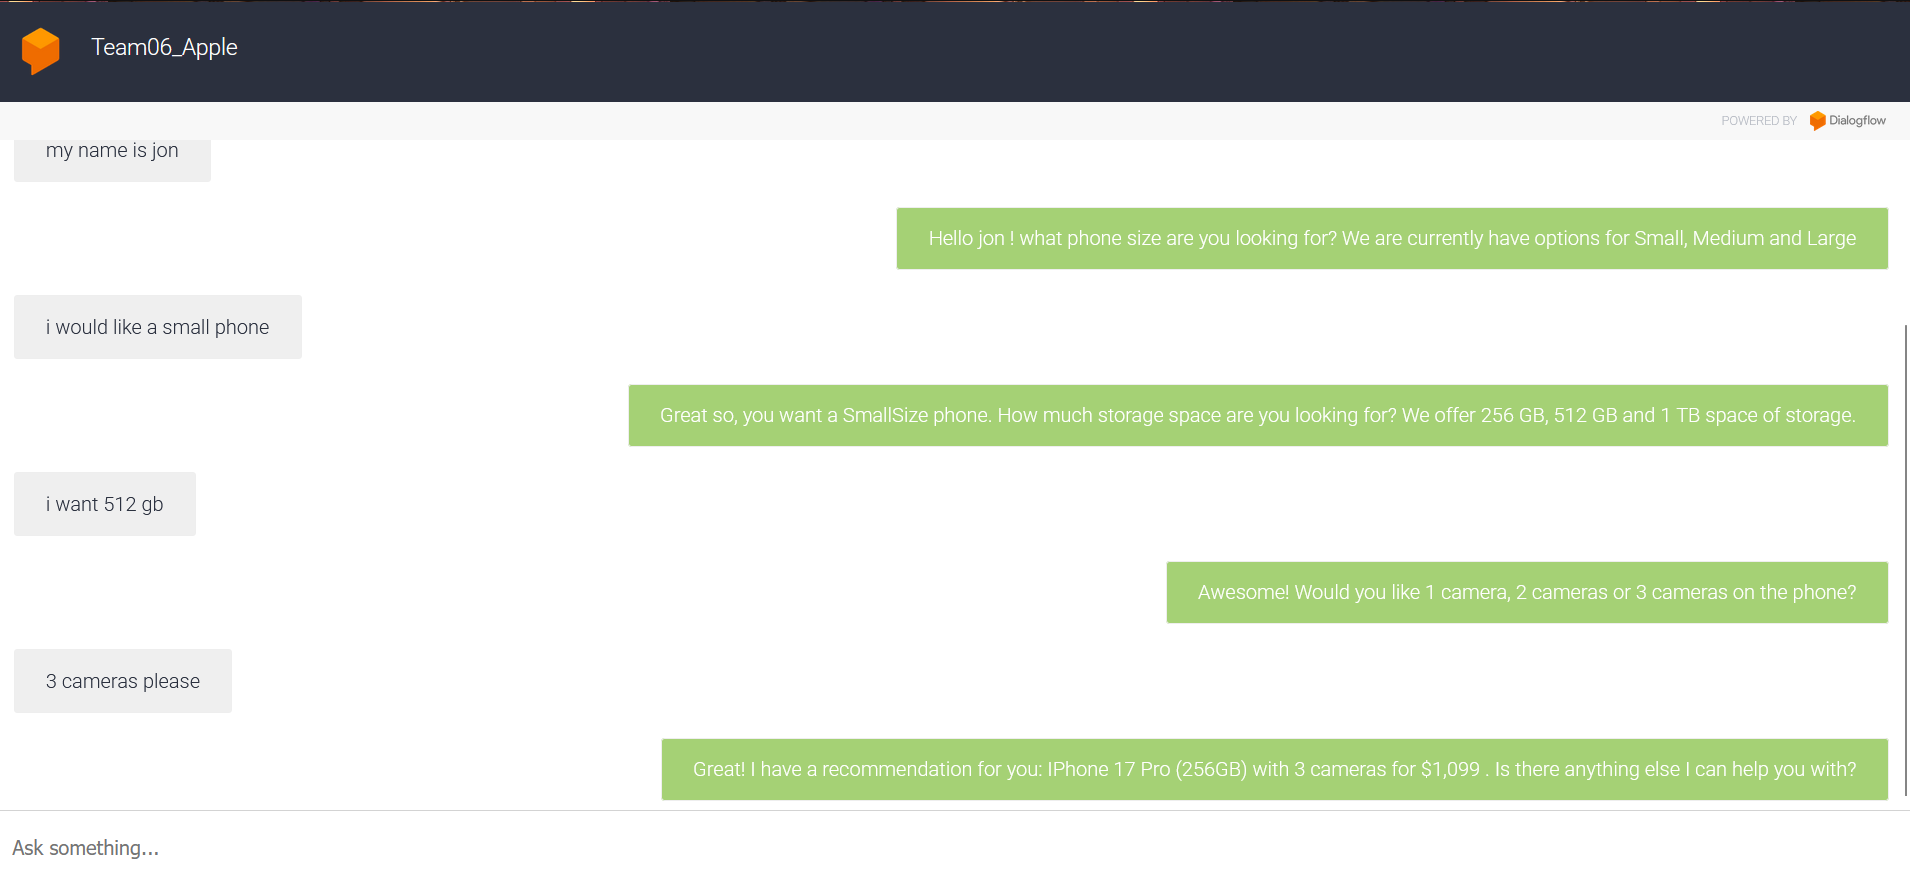 Team06_Apple
POWERED BY Dialogflow
my name is jon
Hello jon ! what phone size are you looking for? We are currently have options for Small, Medium and Large
i would like a small phone
Great so, you want a SmallSize phone. How much storage space are you looking for? We offer 256 GB, 512 GB and 1 TB space of storage.
i want 512 gb
Awesome! Would you like 1 camera, 2 cameras or 3 cameras on the phone?
3 cameras please
Great! I have a recommendation for you: IPhone 17 Pro (256GB) with 3 cameras for $1,099 . Is there anything else I can help you with?
Ask something...